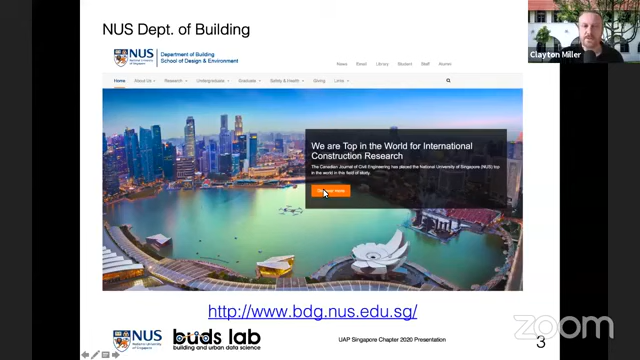 NUS Dept. of Building
NUS
National University
of Singapore
Department of Building
School of Design & Environment
News Email Library Student Staff Alumni
Home About Us Research Undergraduate Graduate Safety & Health Giving Links
We are Top in the World for International
Construction Research
The Canadian Journal of Civil Engineering has placed the National University of Singapore (NUS) top
in the world in this field of study.
http://www.bdg.nus.edu.sg/
NUS
National University
of Singapore
buds lab
building and urban data science
UAP Singapore Chapter 2020 Presentation
3
Clayton Miller
zoom